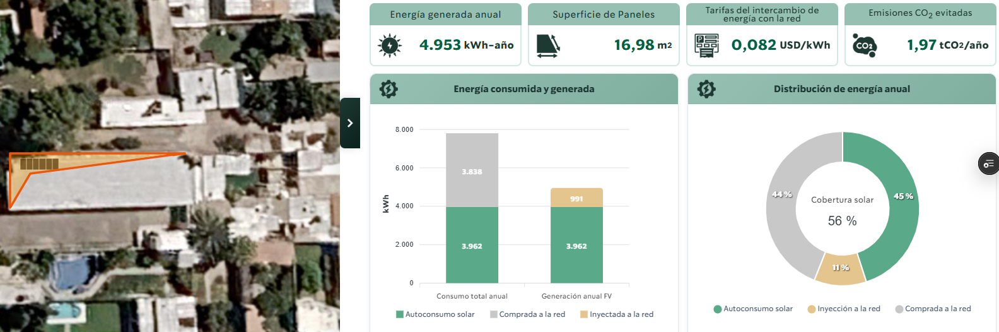 Energía generada anual
4.953 kWh-año
Superficie de Paneles
16,98 m2
Tarifas del intercambio de
energía con la red
0,082 USD/kWh
Emisiones CO2 evitadas
CO2
1,97 tCO2/año
Energía consumida y generada
kWh
8.000
6.000
4.000
2.000
0
3.838
3.962
991
3.962
Consumo total anual
Generación anual FV
Autoconsumo solar
Comprada a la red
Inyectada a la red
Distribución de energía anual
44 %
45 %
11 %
Cobertura solar
56 %
Autoconsumo solar
Inyección a la red
Comprada a la red